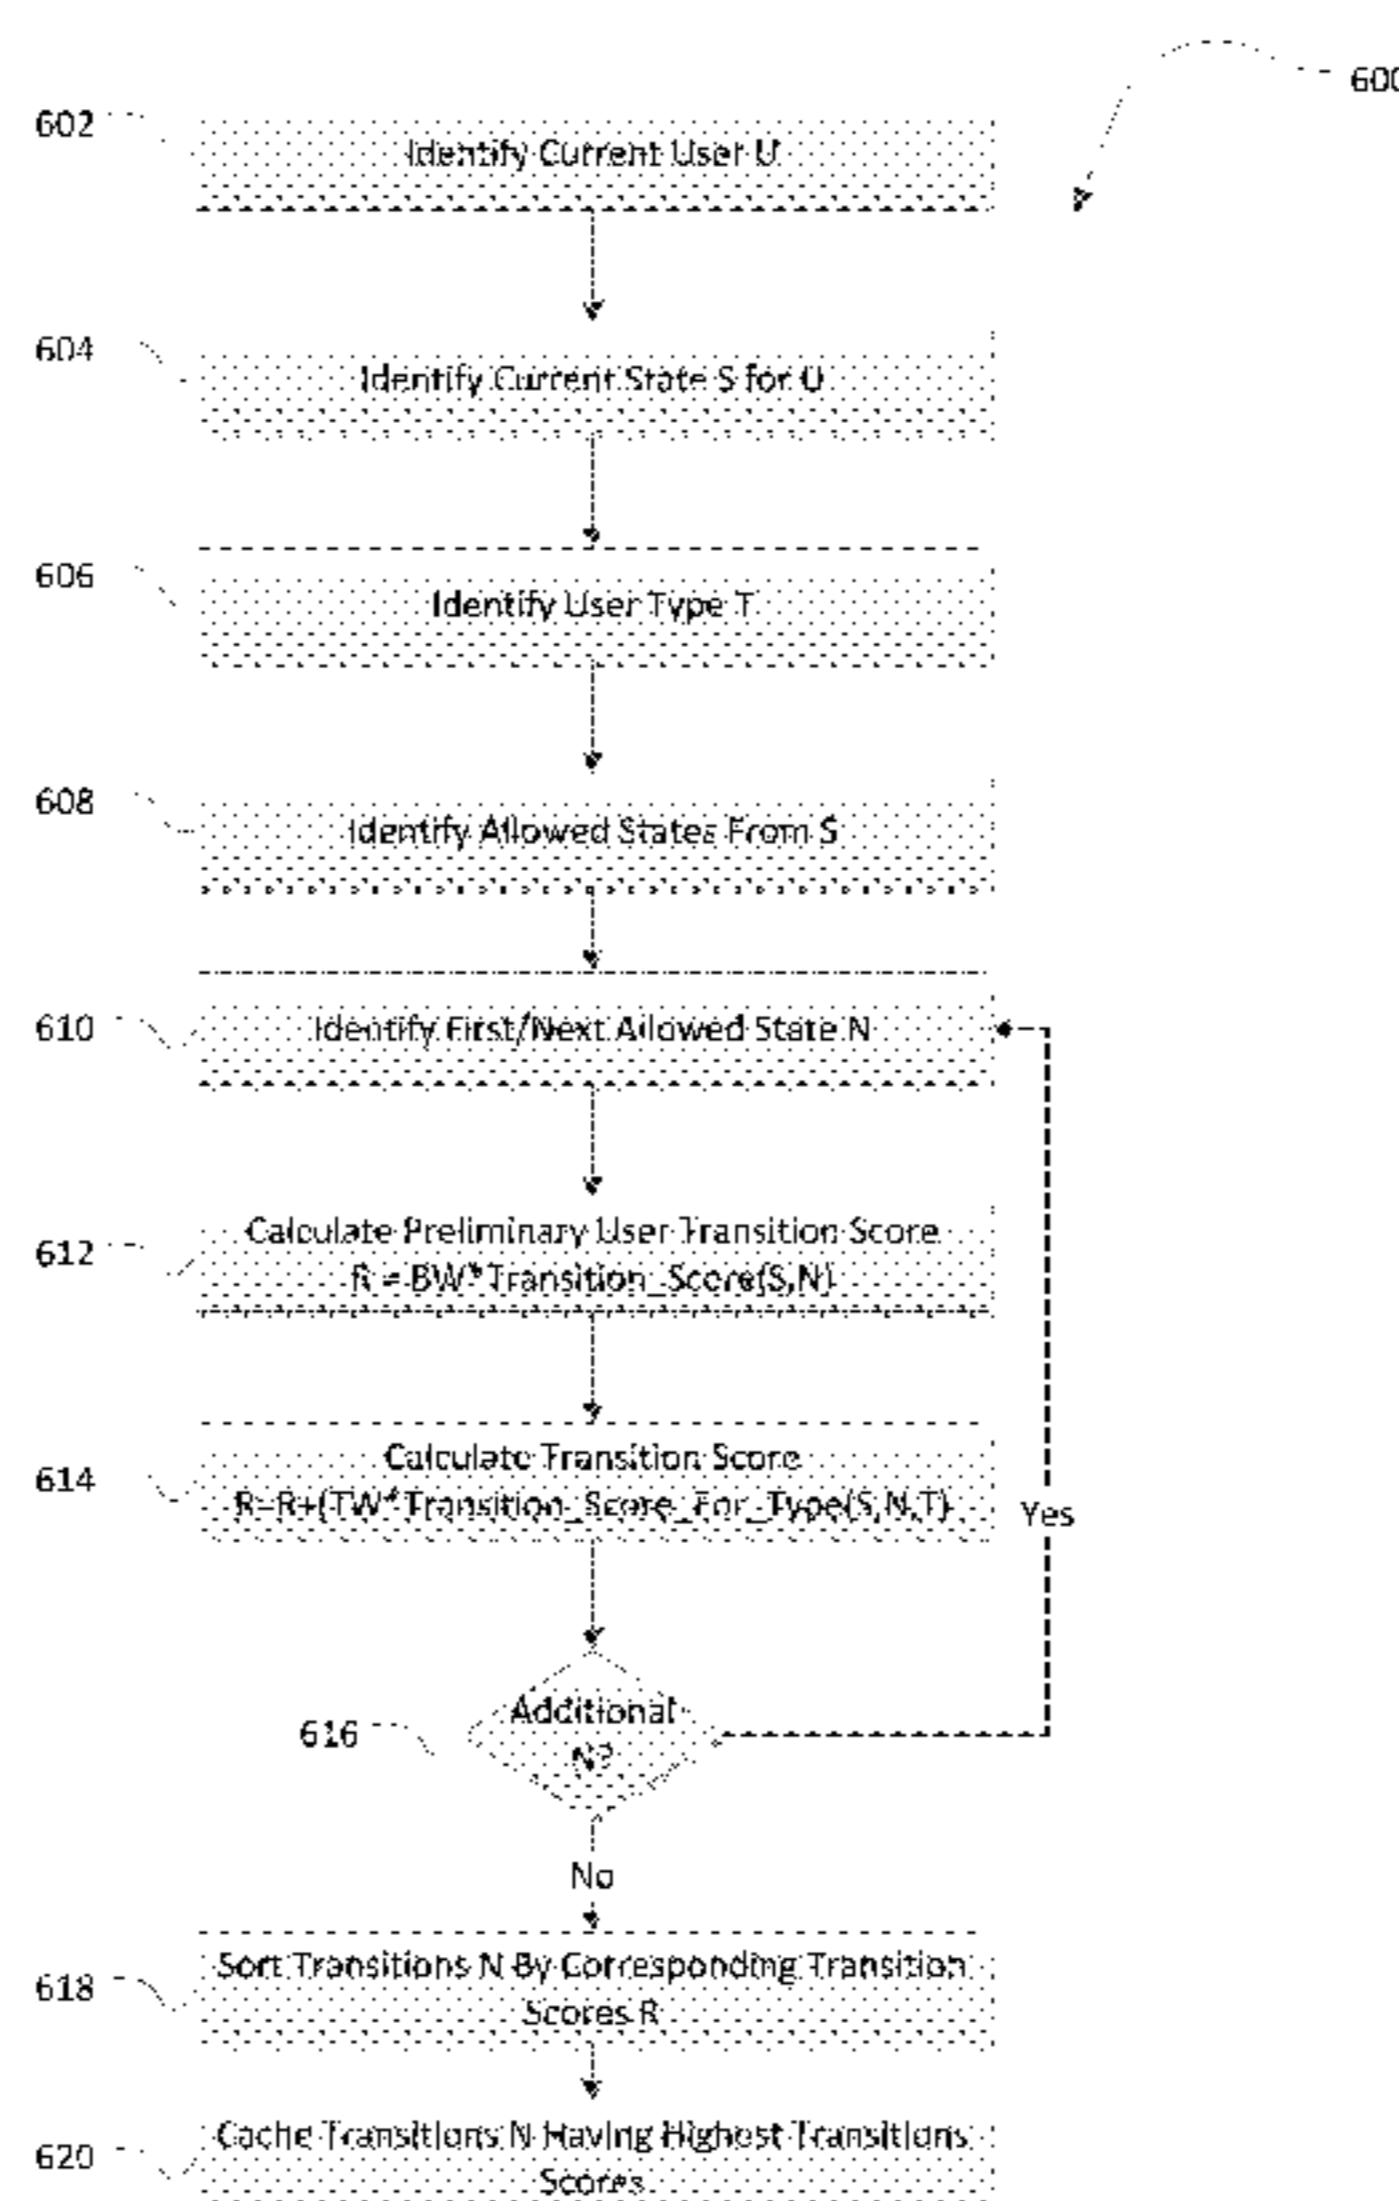 600
602
Identify Current User U
604
Identify Current State S for U
606
Identify User Type T
608
Identify Allowed States From S
610
Identify First/Next Allowed State N
612
Calculate Preliminary User Transition Score
R = BW*Transition_Score(S,N)
614
Calculate Transition Score
R=R+(TW*Transition_Score_For_Type(S,N,T)
Yes
616
Additional
N?
No
618
Sort Transitions N By Corresponding Transition
Scores R
620
Cache Transitions N Having Highest Transitions
Scores